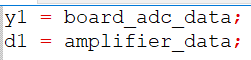 y1 = board_adc_data;
d1 = amplifier_data;